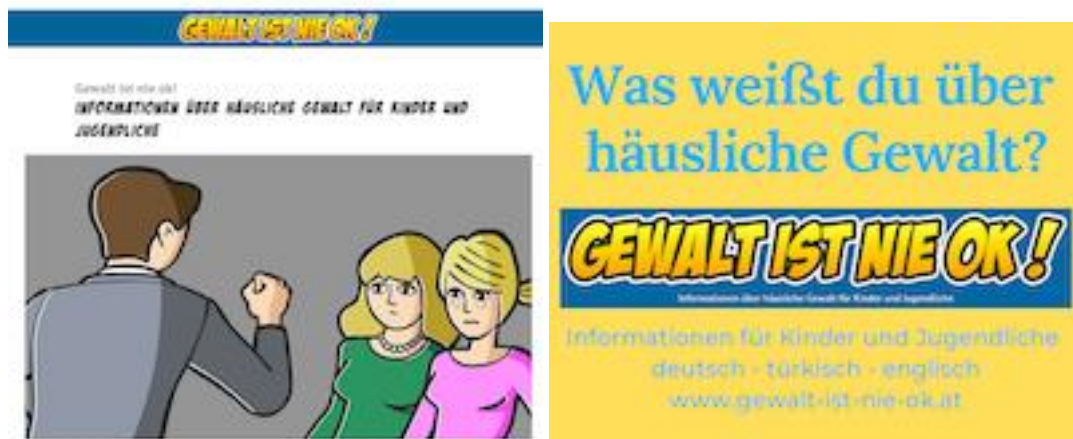 GEWALT IST NIE OK!
Gewalt ist nie ok!
INFORMATIONEN ÜBER HÄUSLICHE GEWALT FÜR KINDER UND
JUGENDLICHE
Was weißt du über
häusliche Gewalt?
GEWALT IST NIE OK!
Informationen über häusliche Gewalt für Kinder und Jugendliche
Informationen für Kinder und Jugendliche
deutsch - türkisch - englisch
www.gewalt-ist-nie-ok.at